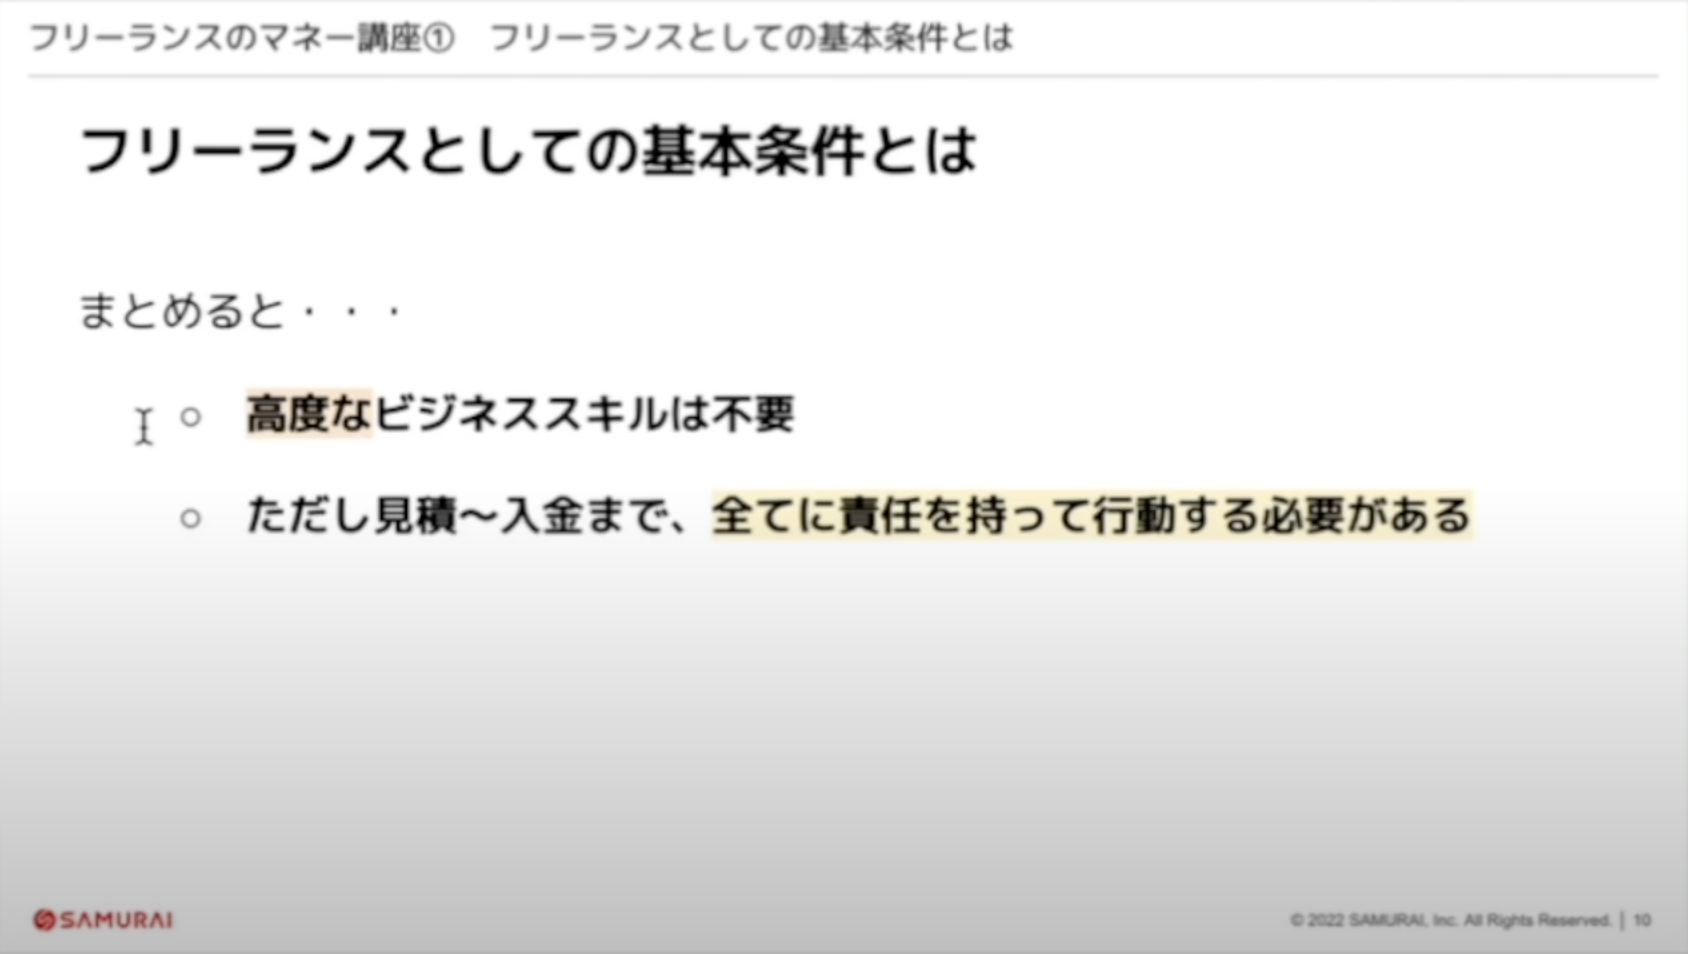 フリーランスのマネー講座①　フリーランスとしての基本条件とは
フリーランスとしての基本条件とは
まとめると・・・
○ 高度なビジネススキルは不要
○ ただし見積〜入金まで、全てに責任を持って行動する必要がある
SAMURAI
© 2022 SAMURAI, Inc. All Rights Reserved. | 10